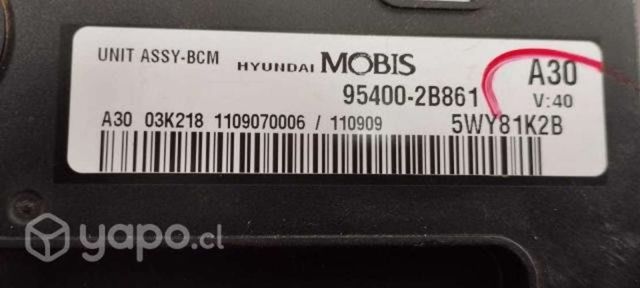 UNIT ASSY-BCM HYUNDAI MOBIS A30
95400-2B861 V:40
A30 03K218 1109070006 / 110909 5WY81K2B
yapo.cl